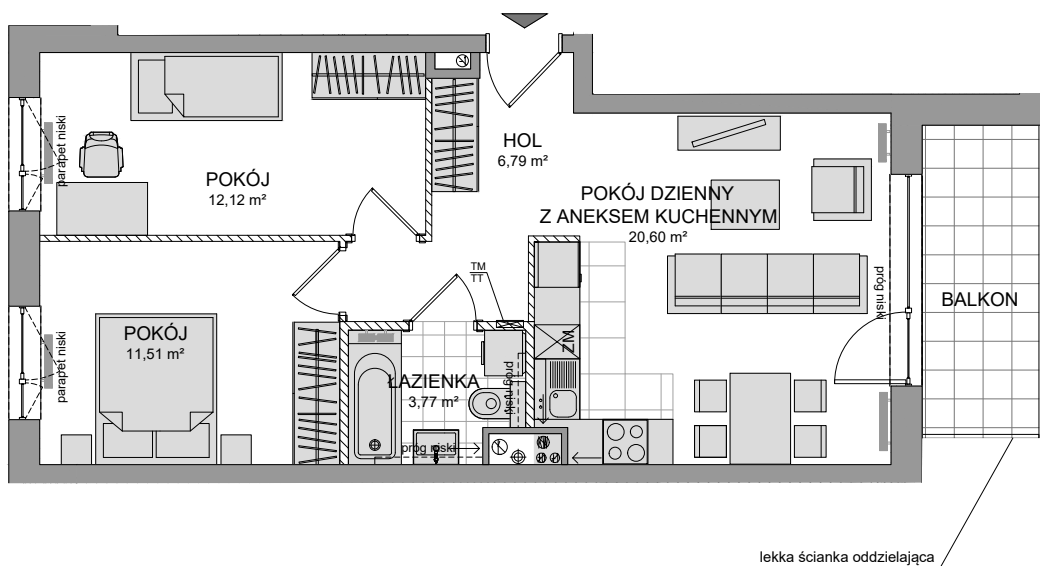 HOL
6,79 m²
parapet niski
POKÓJ
12,12 m²
POKÓJ DZIENNY
Z ANEKSEM KUCHENNYM
20,60 m²
TM
TT
próg niski
BALKON
POKÓJ
11,51 m²
parapet niski
ZM
ŁAZIENKA
3,77 m²
próg niski
próg niski
lekka ścianka oddzielająca